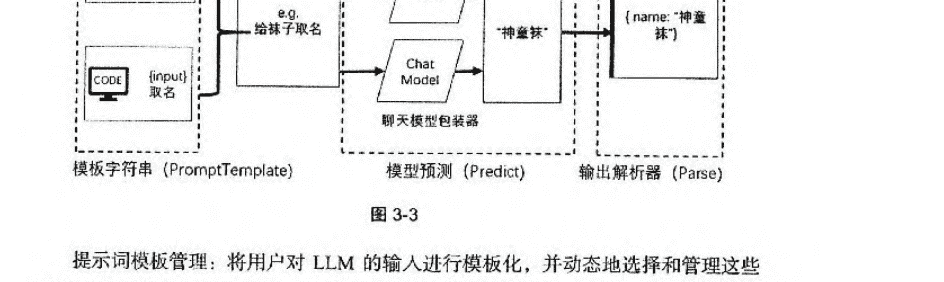 e.g.
给袜子取名
"神童袜"
{ name: "神童
袜"}
CODE
{input}
取名
Chat
Model
聊天模型包装器
模板字符串 (PromptTemplate)
模型预测 (Predict)
输出解析器 (Parse)
图 3-3
提示词模板管理：将用户对 LLM 的输入进行模板化，并动态地选择和管理这些